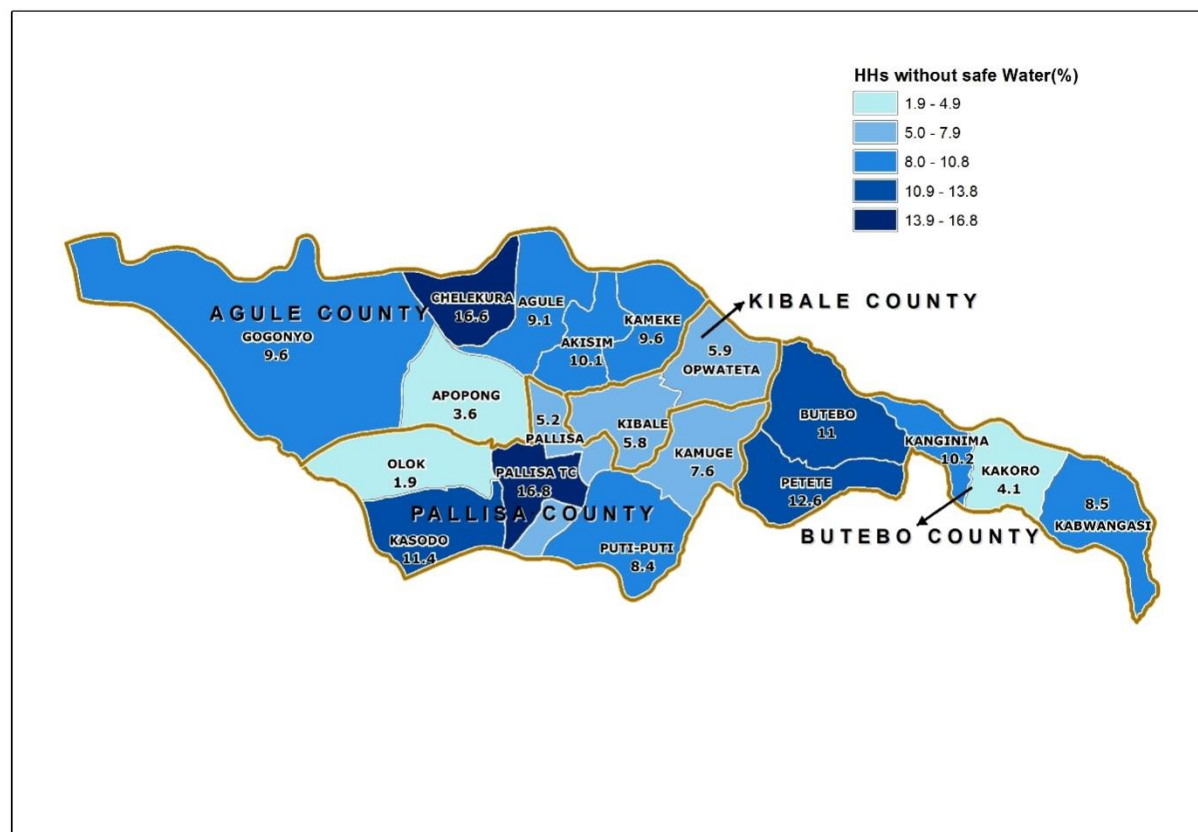 HHs without safe Water(%)
1.9 - 4.9
5.0 - 7.9
8.0 - 10.8
10.9 - 13.8
13.9 - 16.8
KIBALE COUNTY
CHELEKURA
16.6
AGULE
9.1
AGULE COUNTY
GOGONYO
9.6
AKISIM
10.1
KAMEKE
9.6
5.9
OPWATETA
APOPONG
3.6
5.2
PALLISA
KIBALE
5.8
BUTEBO
11
KANGINIMA
10.2
KAMUGE
7.6
OLOK
1.9
PALLISA TC
16.8
PETETE
12.6
KAKORO
4.1
8.5
KABWANGASI
PALLISA COUNTY
BUTEBO COUNTY
KASODO
11.4
PUTI-PUTI
8.4